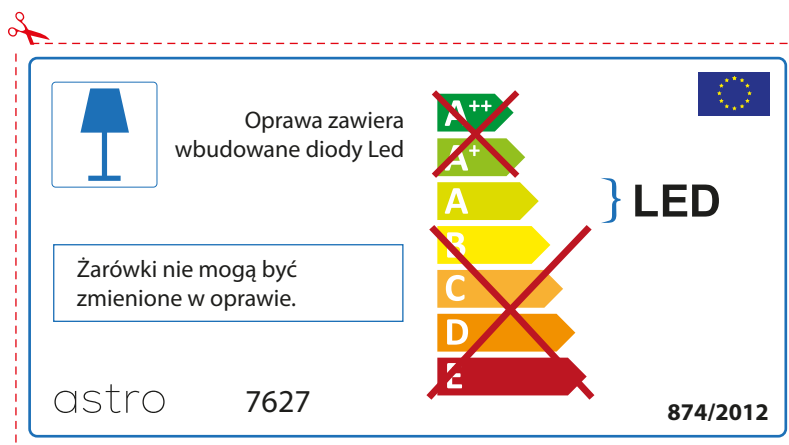 Oprawa zawiera
wbudowane diody Led
Żarówki nie mogą być
zmienione w oprawie.
A++
A+
A
B
C
D
E
LED
astro
7627
874/2012